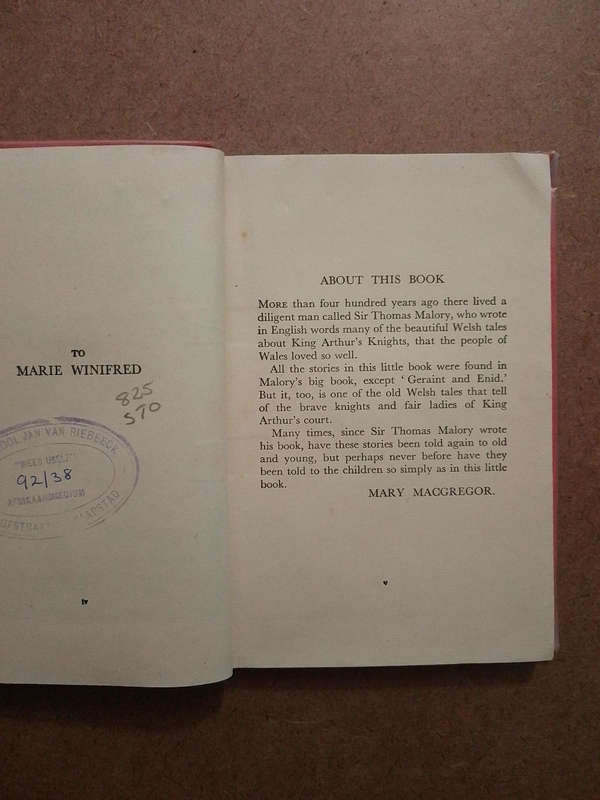 TO
MARIE WINIFRED
825
570
JAN VAN RIEBEECK
92/38
iv
ABOUT THIS BOOK
MORE than four hundred years ago there lived a
diligent man called Sir Thomas Malory, who wrote
in English words many of the beautiful Welsh tales
about King Arthur's Knights, that the people of
Wales loved so well.
All the stories in this little book were found in
Malory's big book, except ' Geraint and Enid.'
But it, too, is one of the old Welsh tales that tell
of the brave knights and fair ladies of King
Arthur's court.
Many times, since Sir Thomas Malory wrote
his book, have these stories been told again to old
and young, but perhaps never before have they
been told to the children so simply as in this little
book.
MARY MACGREGOR.
v